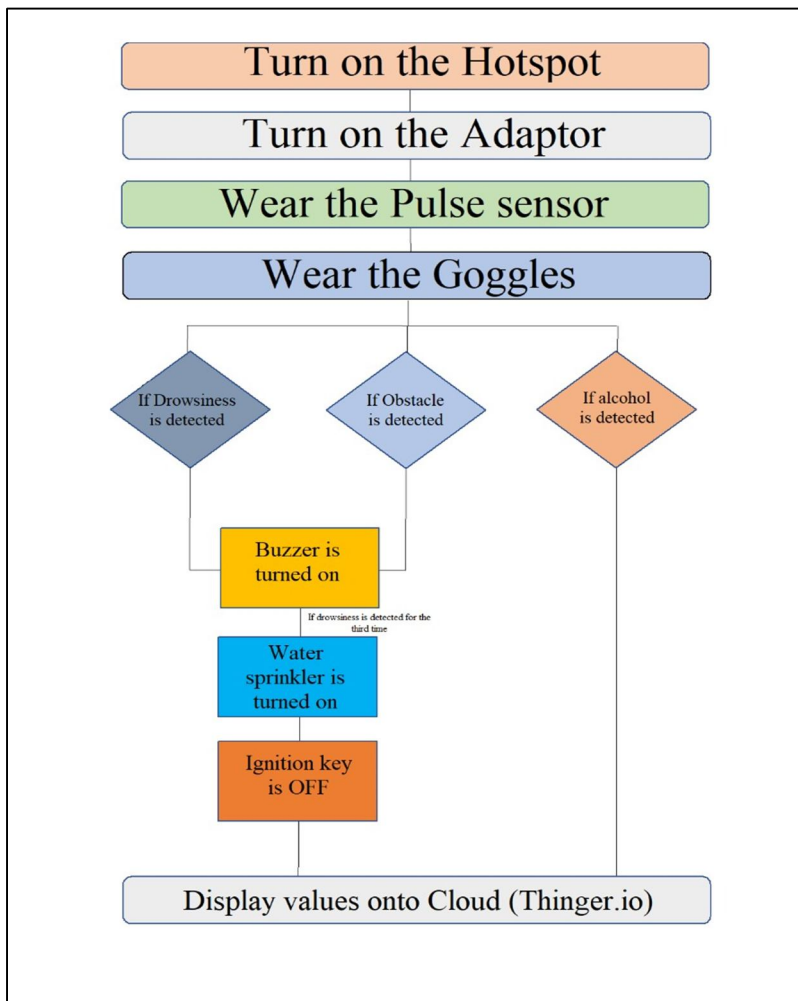 Turn on the Hotspot
Turn on the Adaptor
Wear the Pulse sensor
Wear the Goggles
If Drowsiness
is detected
If Obstacle
is detected
If alcohol
is detected
Buzzer is
turned on
If drowsiness is detected for the
third time
Water
sprinkler is
turned on
Ignition key
is OFF
Display values onto Cloud (Thinger.io)